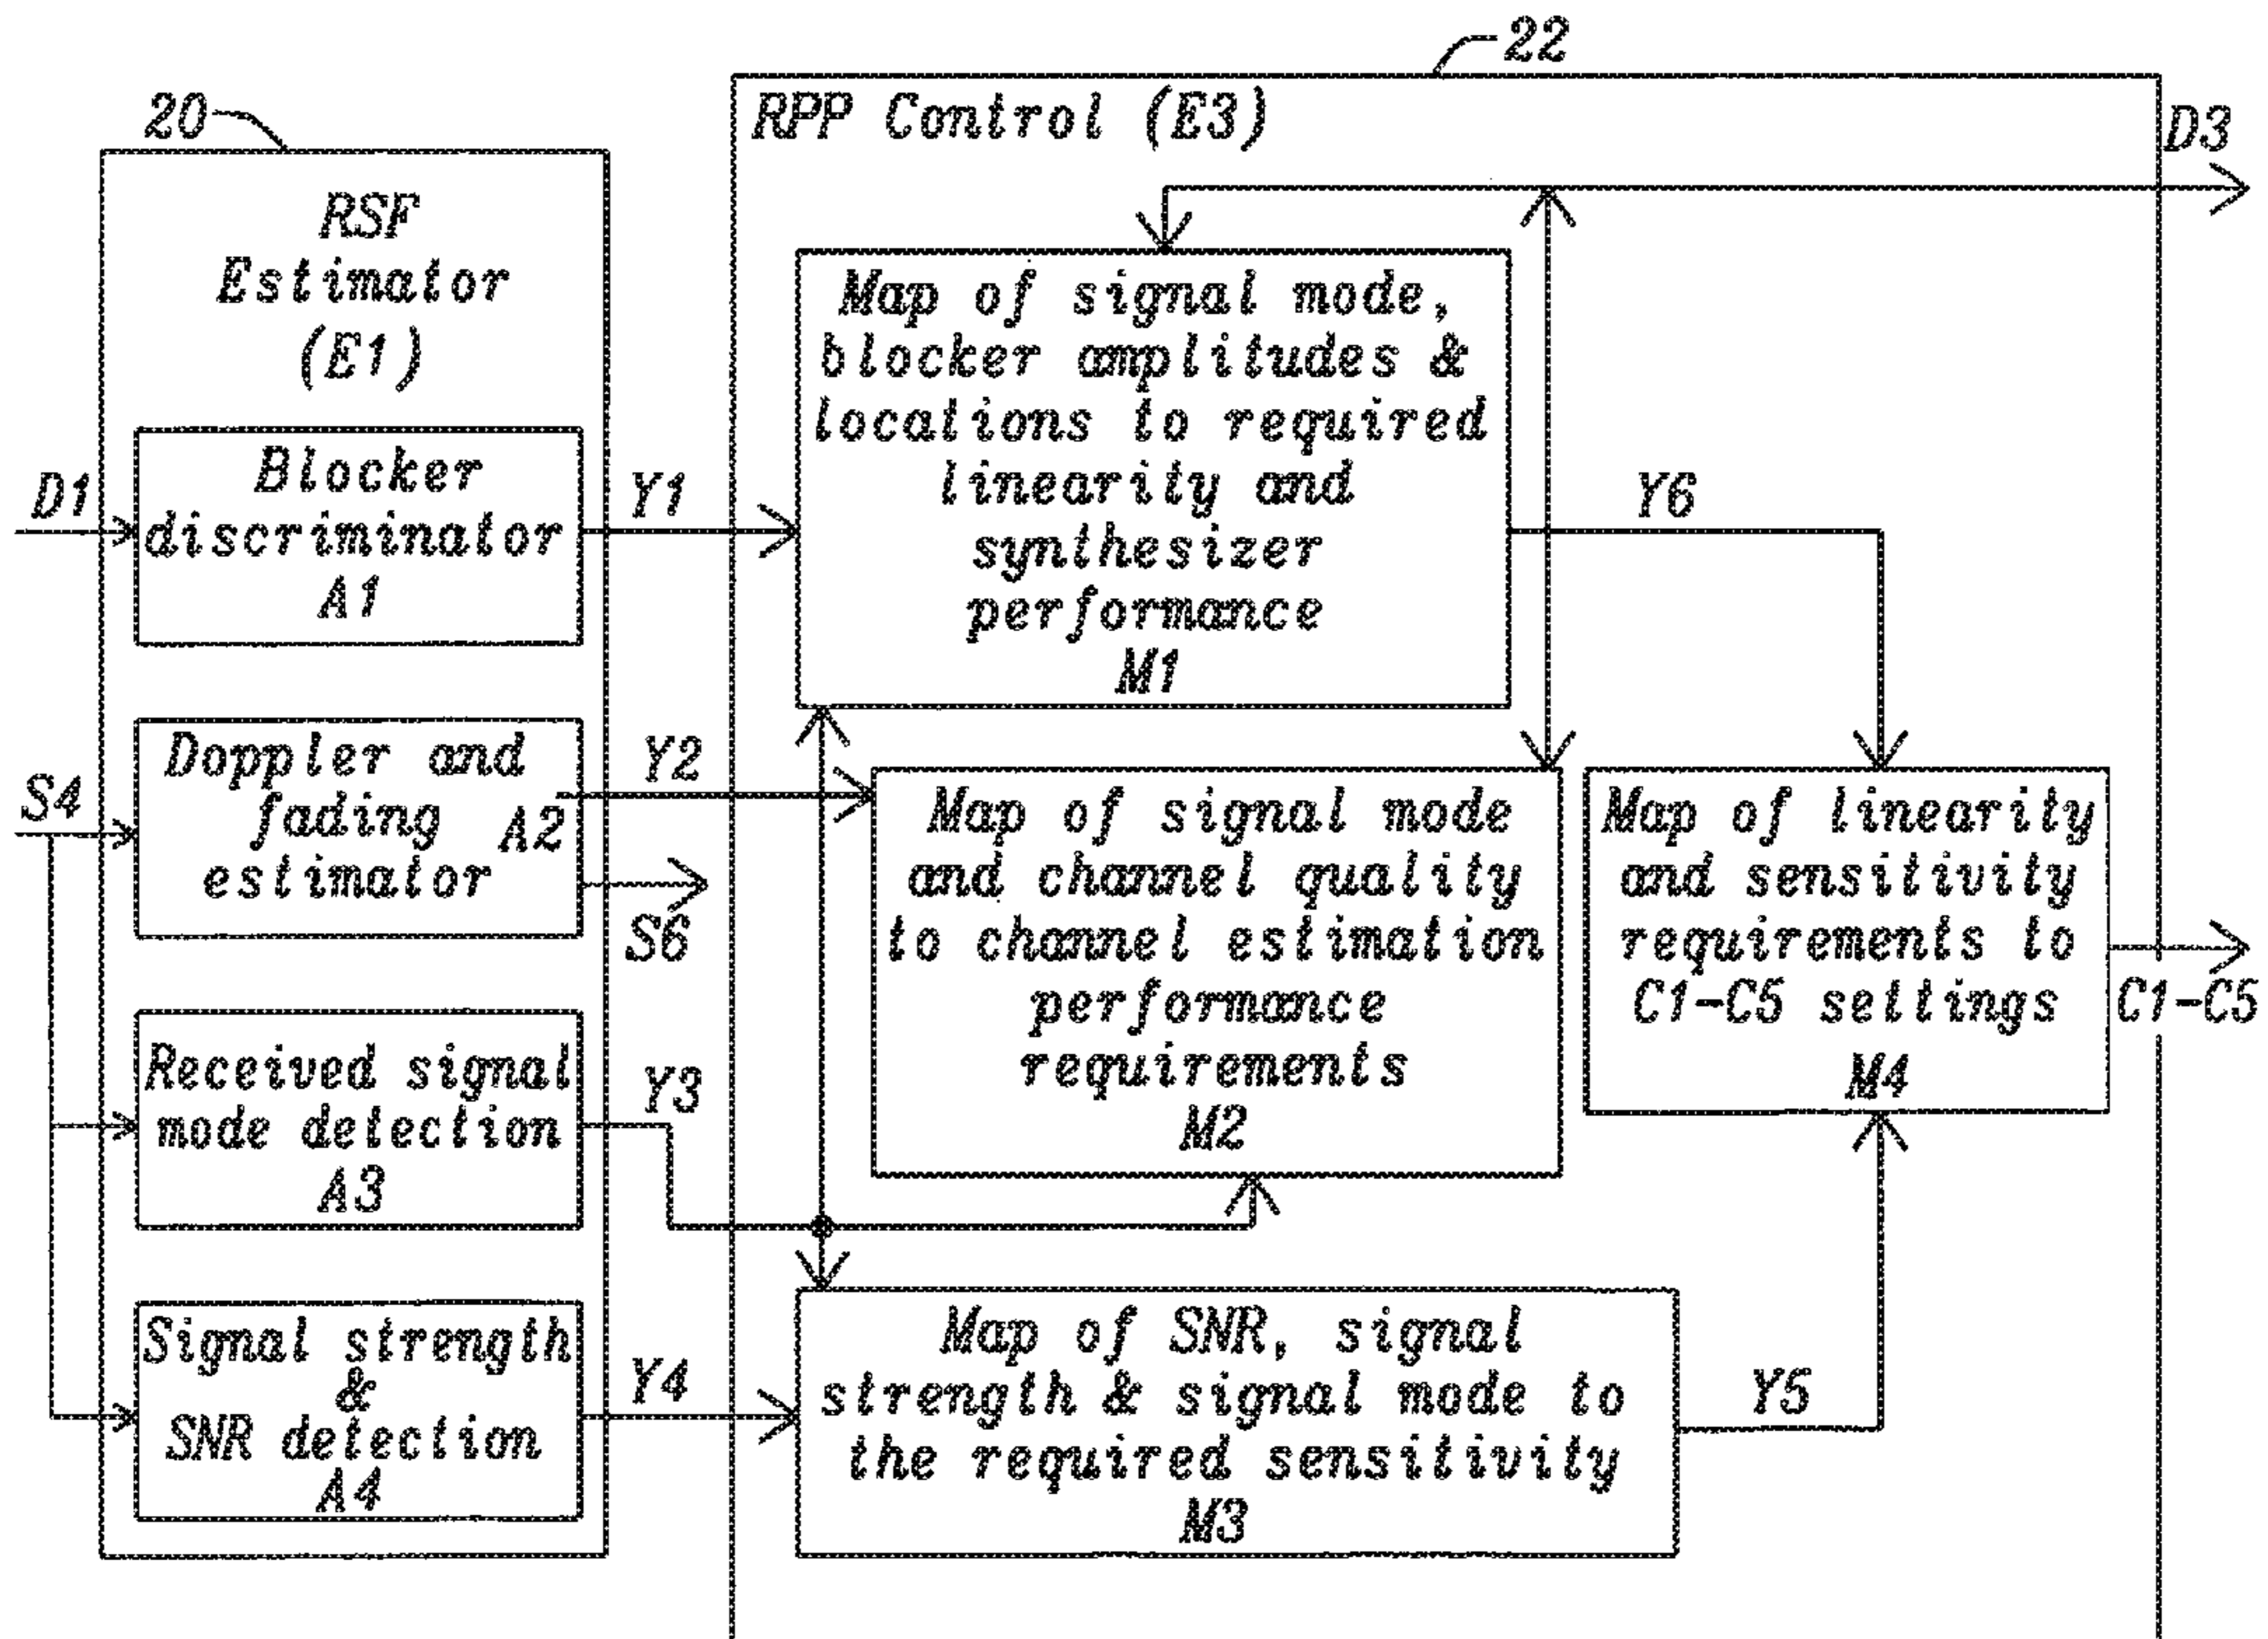 22
20
RPP Control (E3)
D3
RSF
Estimator
(E1)
D1
Blocker
discriminator
A1
Y1
Map of signal mode,
blocker amplitudes &
locations to required
linearity and
synthesizer
performance
M1
Y6
S4
Doppler and
fading A2
estimator
Y2
S6
Map of signal mode
and channel quality
to channel estimation
performance
requirements
M2
Map of linearity
and sensitivity
requirements to
C1-C5 settings
M4
C1-C5
Received signal
mode detection
A3
Y3
Signal strength
&
SNR detection
A4
Y4
Map of SNR, signal
strength & signal mode to
the required sensitivity
M3
Y5